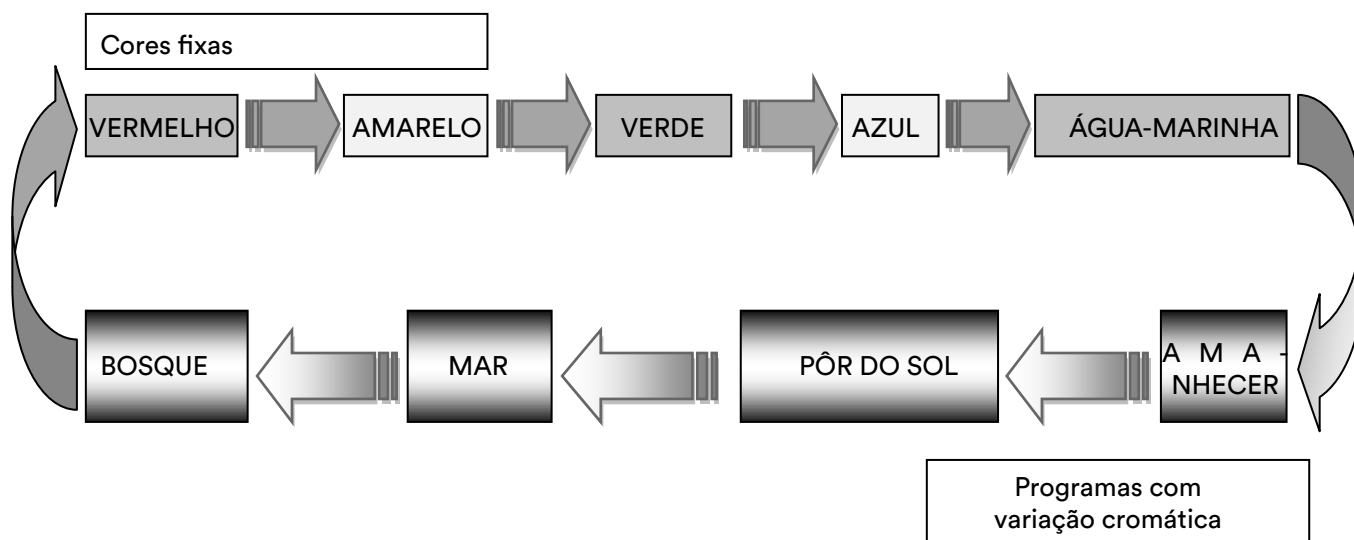 Cores fixas
VERMELHO
AMARELO
VERDE
AZUL
ÁGUA-MARINHA
BOSQUE
MAR
PÔR DO SOL
A M A -
NHECER
Programas com
variação cromática